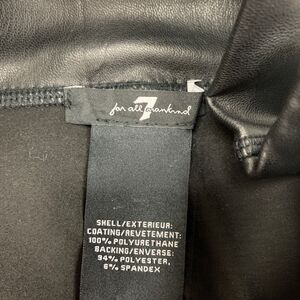 7
for all mankind
SHELL/EXTERIEUR:
COATING/REVETEMENT:
100% POLYURETHANE
BACKING/ENVERSE:
94% POLYESTER,
6% SPANDEX